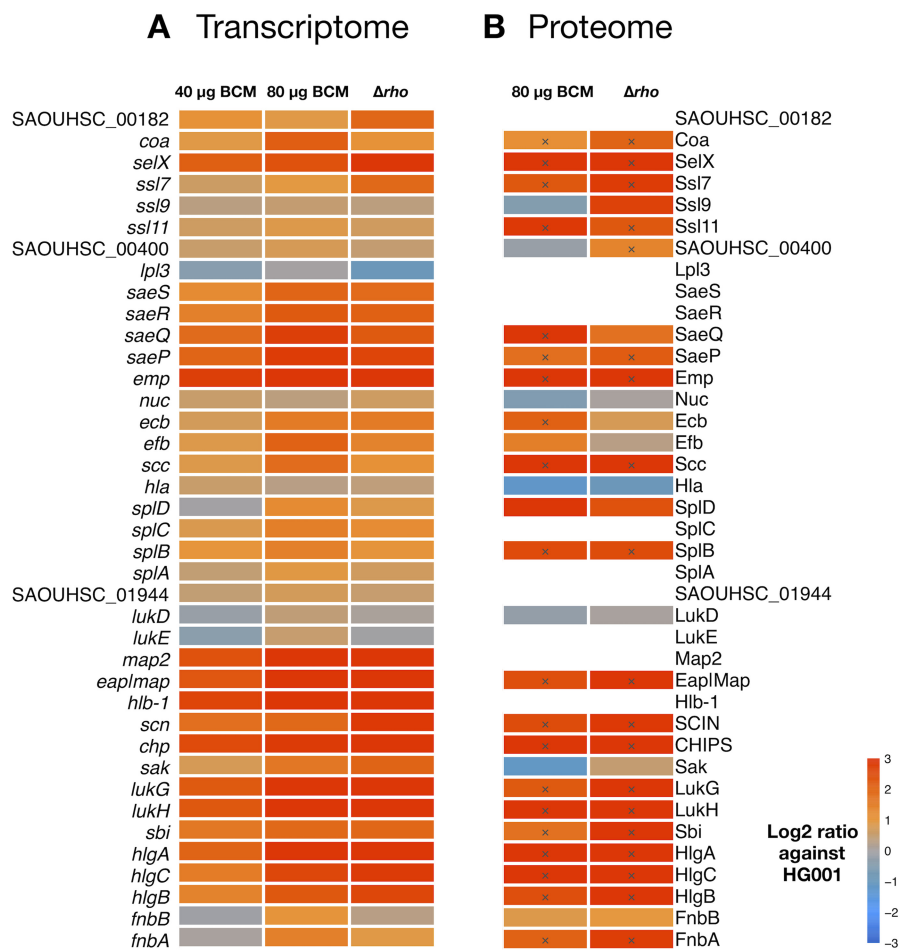 A Transcriptome
B Proteome
40 µg BCM 80 µg BCM Δrho
80 µg BCM Δrho
SAOUHSC_00182 SAOUHSC_00182
coa × × Coa
selX × × SelX
ssl7 × × Ssl7
ssl9 Ssl9
ssl11 × × Ssl11
SAOUHSC_00400 × SAOUHSC_00400
lpl3 Lpl3
saeS SaeS
saeR SaeR
saeQ × SaeQ
saeP × × SaeP
emp × × Emp
nuc Nuc
ecb × Ecb
efb Efb
scc × × Scc
hla Hla
splD SplD
splC SplC
splB × × SplB
splA SplA
SAOUHSC_01944 SAOUHSC_01944
lukD LukD
lukE LukE
map2 Map2
eap|map × × Eap|Map
hlb-1 Hlb-1
scn × × SCIN
chp × × CHIPS
sak Sak
lukG × × LukG
lukH × × LukH
sbi × × Sbi
hlgA × × HlgA
hlgC × × HlgC
hlgB × × HlgB
fnbB FnbB
fnbA × × FnbA
Log2 ratio
against
HG001
3
2
1
0
−1
−2
−3